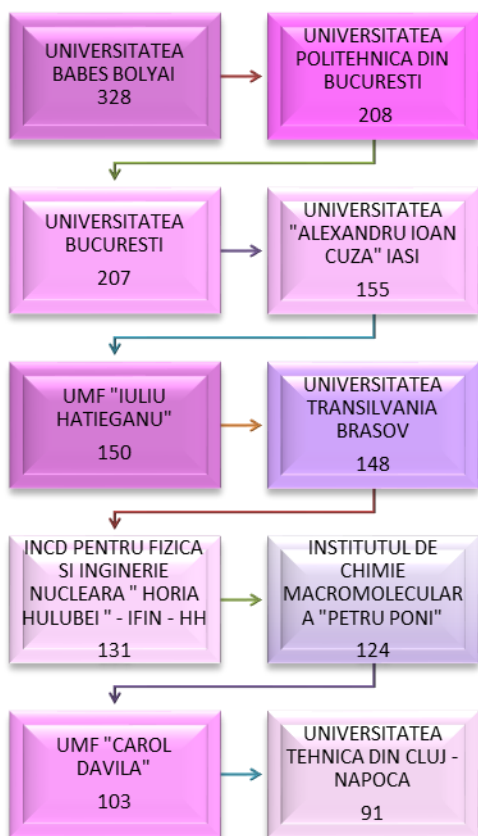 UNIVERSITATEA
BABES BOLYAI
328
UNIVERSITATEA
POLITEHNICA DIN
BUCURESTI
208
UNIVERSITATEA
BUCURESTI
207
UNIVERSITATEA
"ALEXANDRU IOAN
CUZA" IASI
155
UMF "IULIU
HATIEGANU"
150
UNIVERSITATEA
TRANSILVANIA
BRASOV
148
INCD PENTRU FIZICA
SI INGINERIE
NUCLEARA " HORIA
HULUBEI " - IFIN - HH
131
INSTITUTUL DE
CHIMIE
MACROMOLECULAR
A "PETRU PONI"
124
UMF "CAROL
DAVILA"
103
UNIVERSITATEA
TEHNICA DIN CLUJ -
NAPOCA
91